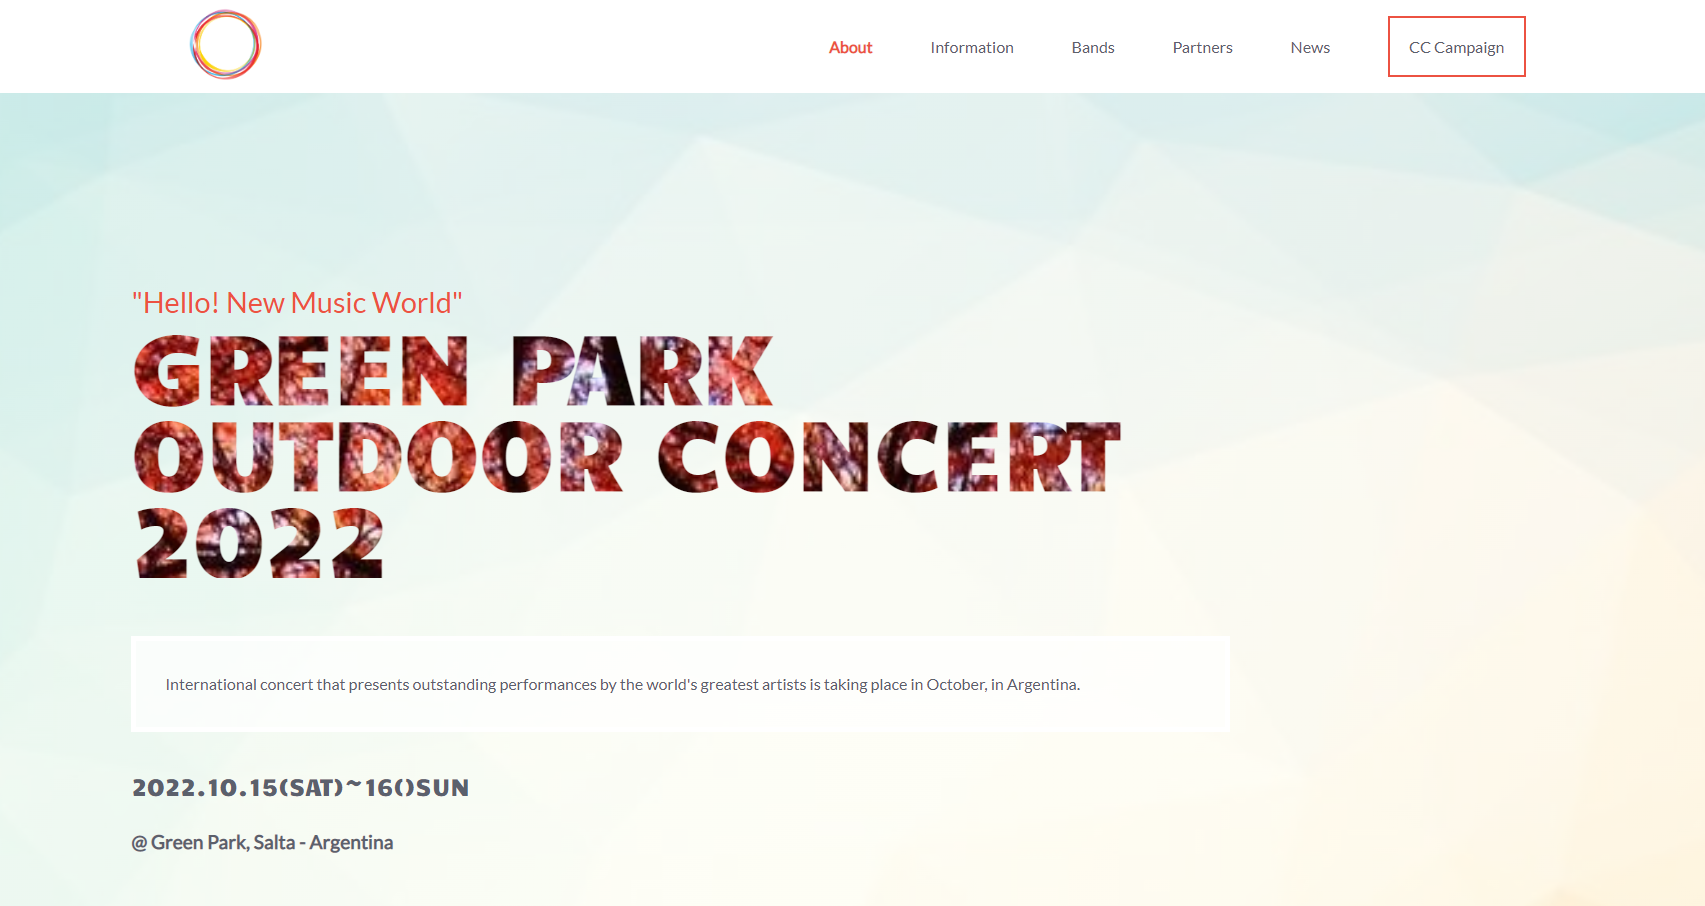 About
Information
Bands
Partners
News
CC Campaign
"Hello! New Music World"
GREEN PARK
OUTDOOR CONCERT
2022
International concert that presents outstanding performances by the world's greatest artists is taking place in October, in Argentina.
2022.10.15(SAT)~16()SUN
@ Green Park, Salta - Argentina